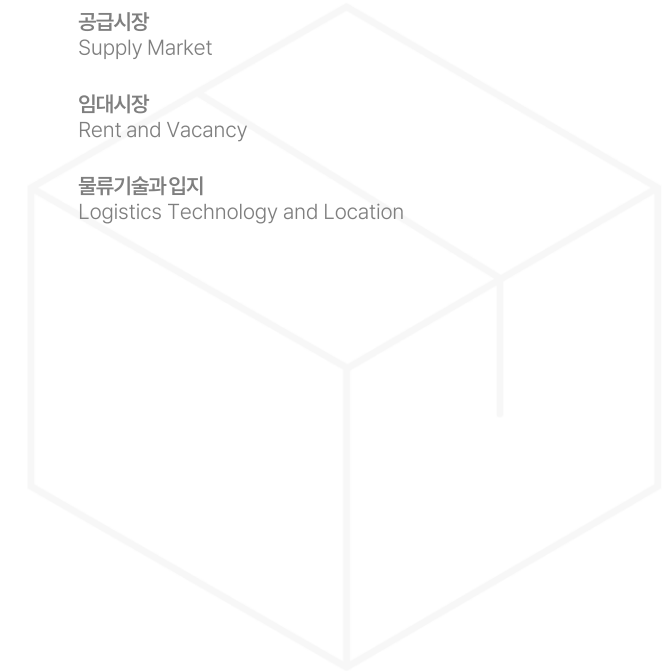 공급시장
Supply Market
임대시장
Rent and Vacancy
물류기술과 입지
Logistics Technology and Location